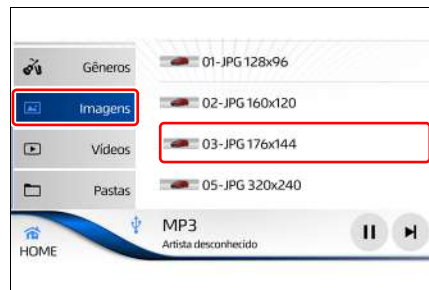 Gêneros
01-JPG 128x96
Imagens
02-JPG 160x120
Vídeos
03-JPG 176x144
Pastas
05-JPG 320x240
HOME
MP3
Artista desconhecido